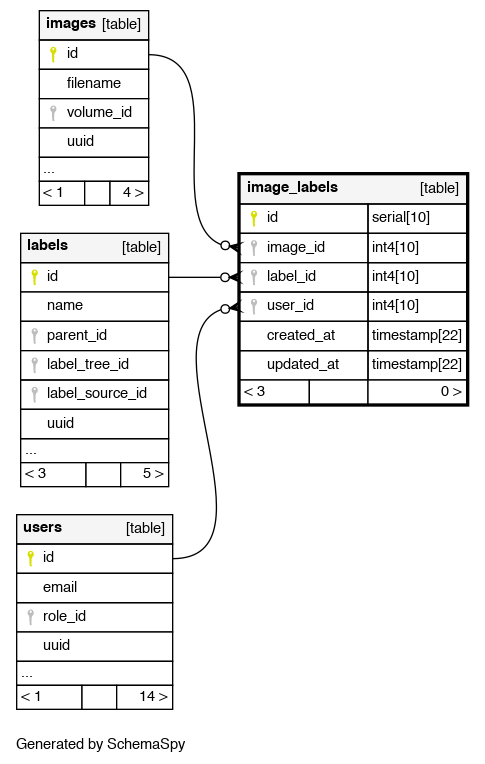 images [table]
id
filename
volume_id
uuid
...
< 1 4 >
image_labels [table]
id serial[10]
image_id int4[10]
label_id int4[10]
user_id int4[10]
created_at timestamp[22]
updated_at timestamp[22]
< 3 0 >
labels [table]
id
name
parent_id
label_tree_id
label_source_id
uuid
...
< 3 5 >
users [table]
id
email
role_id
uuid
...
< 1 14 >
Generated by SchemaSpy